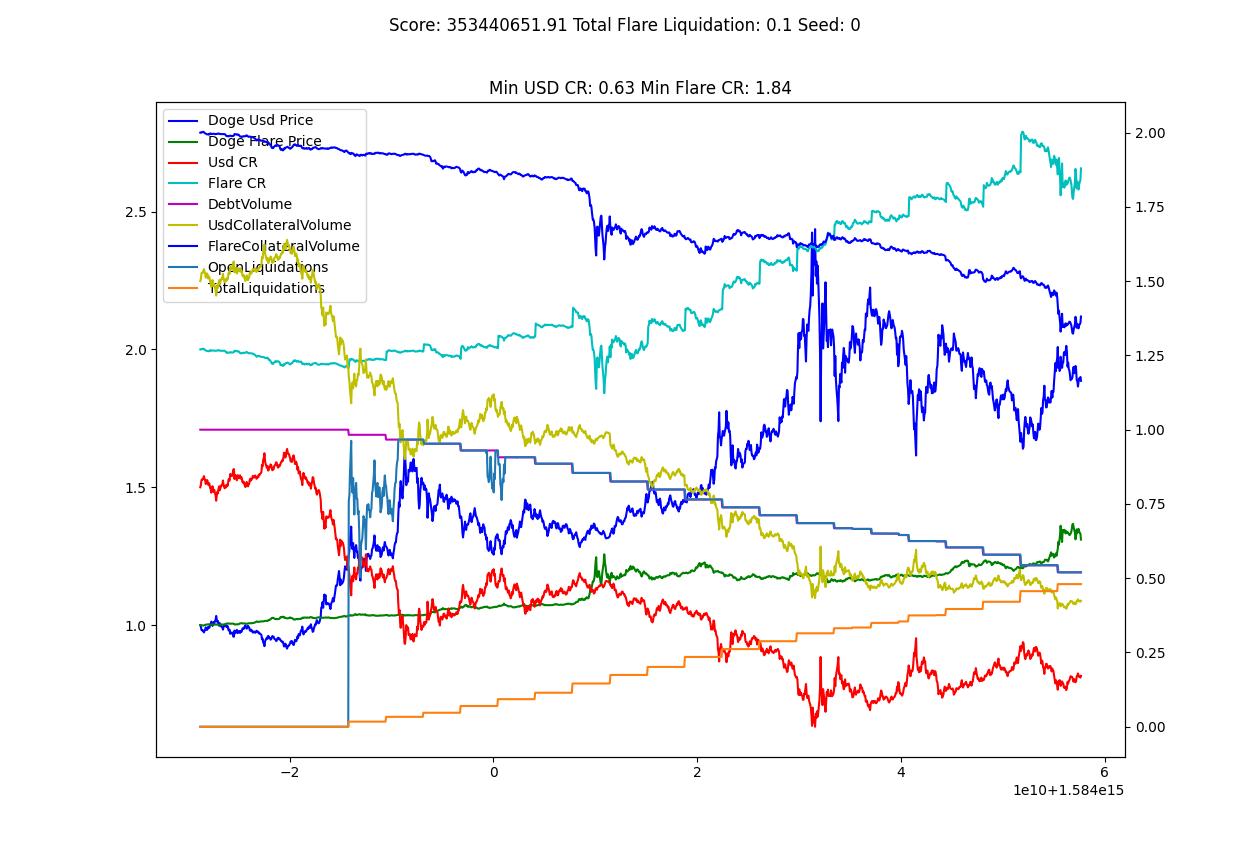 Score: 353440651.91 Total Flare Liquidation: 0.1 Seed: 0
Min USD CR: 0.63 Min Flare CR: 1.84
Doge Usd Price
Doge Flare Price
Usd CR
Flare CR
DebtVolume
UsdCollateralVolume
FlareCollateralVolume
OpenLiquidations
TotalLiquidations
2.5
2.0
1.5
1.0
2.00
1.75
1.50
1.25
1.00
0.75
0.50
0.25
0.00
−2
0
2
4
6
1e10+1.584e15